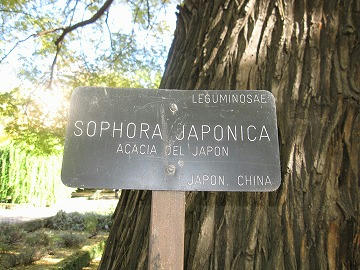 LEGUMINOSAE
SOPHORA JAPONICA
ACACIA DEL JAPON
JAPON, CHINA